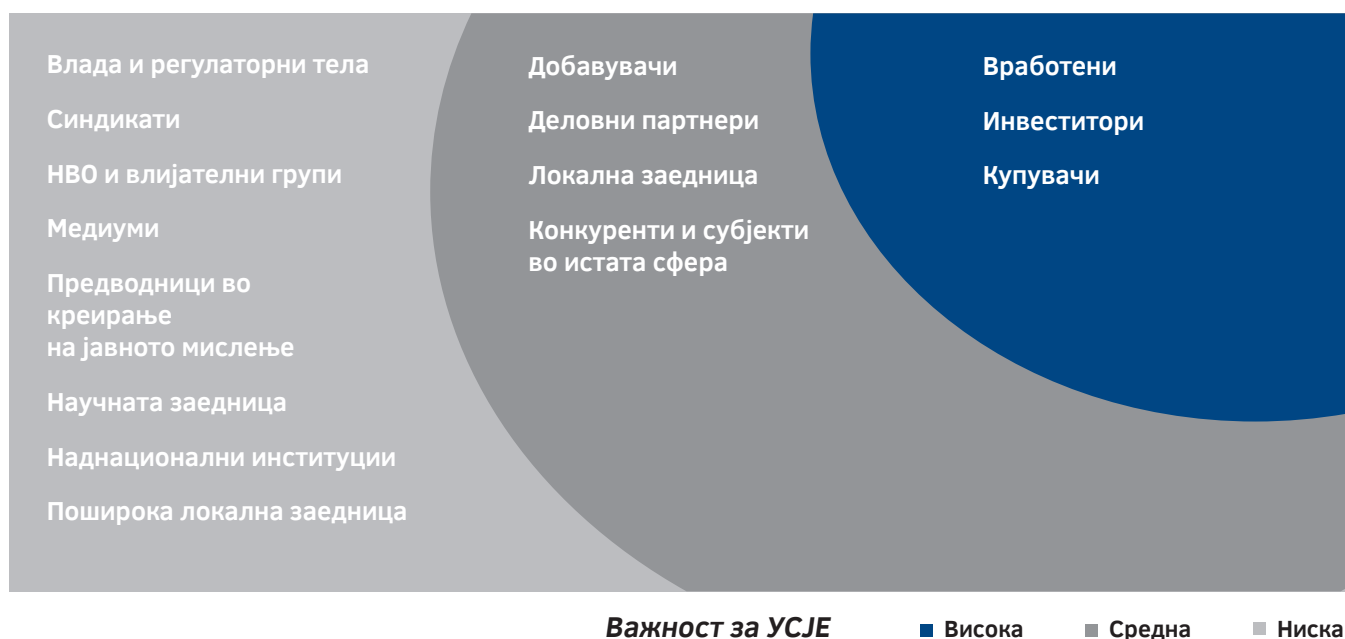 Влада и регулаторни тела
Синдикати
НВО и влијателни групи
Медиуми
Предводници во
креирање
на јавното мислење
Научната заедница
Наднационални институции
Поширока локална заедница
Добавувачи
Деловни партнери
Локална заедница
Конкуренти и субјекти
во истата сфера
Вработени
Инвеститори
Купувачи
Важност за УСЈЕ
Висока
Средна
Ниска